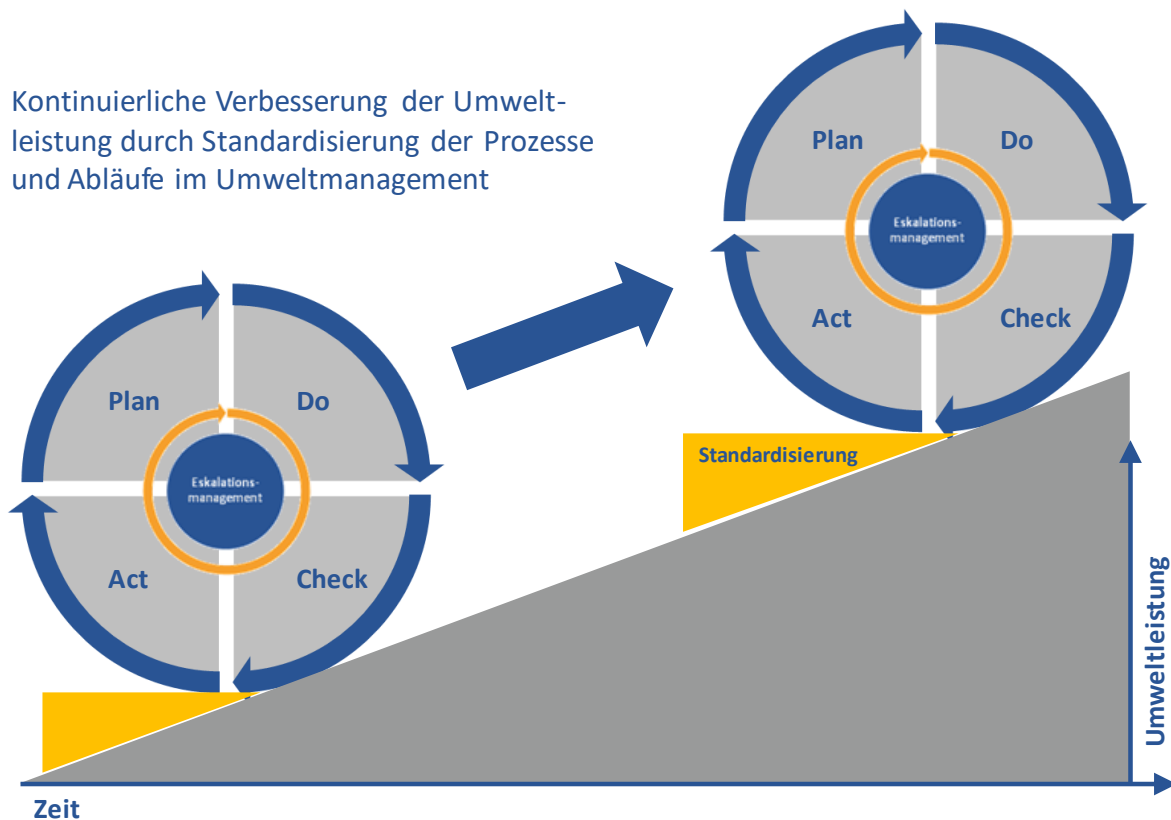 Kontinuierliche Verbesserung der Umwelt-
leistung durch Standardisierung der Prozesse
und Abläufe im Umweltmanagement
Plan
Do
Eskalations-
management
Act
Check
Plan
Do
Eskalations-
management
Act
Check
Standardisierung
Umweltleistung
Zeit